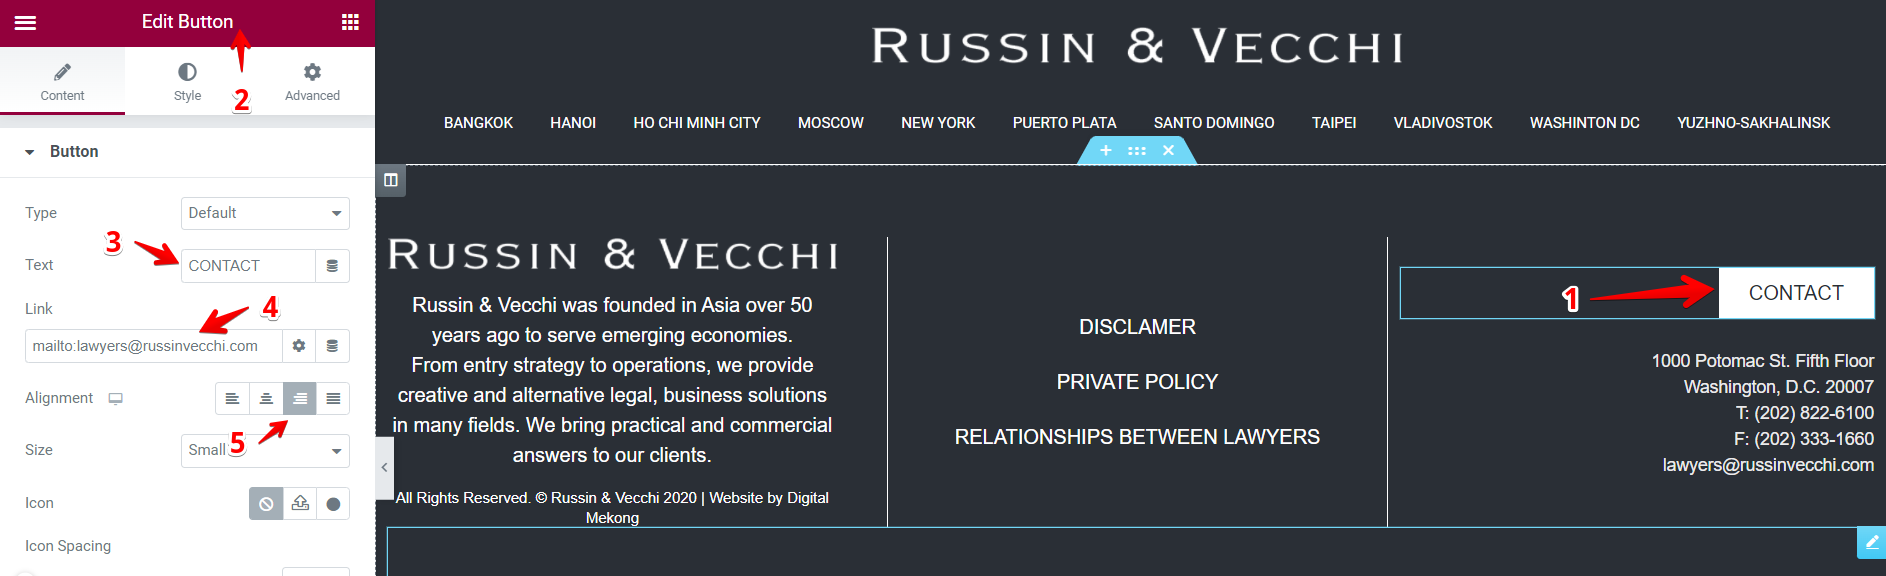 Edit Button
Content
Style
Advanced
2
Button
Type
Default
3
Text
CONTACT
Link
4
mailto:lawyers@russinvecchi.com
Alignment
5
Size
Small
Icon
Icon Spacing
RUSSIN & VECCHI
BANGKOK HANOI HO CHI MINH CITY MOSCOW NEW YORK PUERTO PLATA SANTO DOMINGO TAIPEI VLADIVOSTOK WASHINTON DC YUZHNO-SAKHALINSK
RUSSIN & VECCHI
Russin & Vecchi was founded in Asia over 50
years ago to serve emerging economies.
From entry strategy to operations, we provide
creative and alternative legal, business solutions
in many fields. We bring practical and commercial
answers to our clients.
All Rights Reserved. © Russin & Vecchi 2020 | Website by Digital
Mekong
DISCLAMER
PRIVATE POLICY
RELATIONSHIPS BETWEEN LAWYERS
1
CONTACT
1000 Potomac St. Fifth Floor
Washington, D.C. 20007
T: (202) 822-6100
F: (202) 333-1660
lawyers@russinvecchi.com